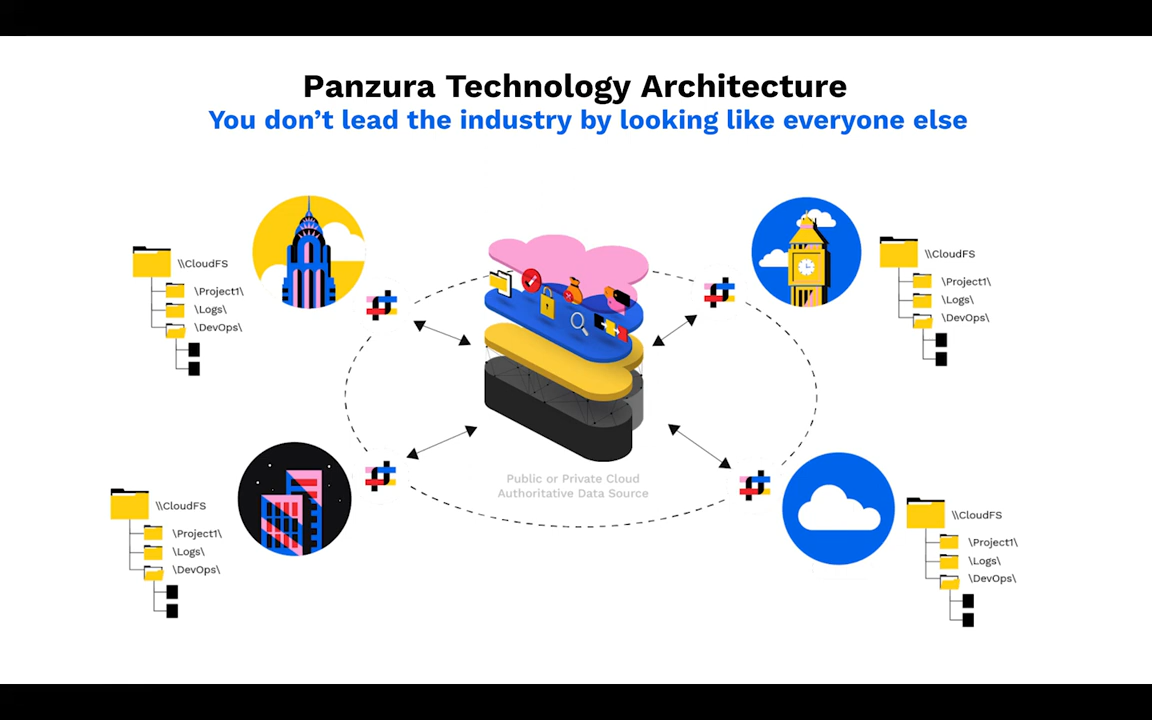 Panzura Technology Architecture
You don’t lead the industry by looking like everyone else
\\CloudFS
\Project1\
\Logs\
\DevOps\
\\CloudFS
\Project1\
\Logs\
\DevOps\
Public or Private Cloud
Authoritative Data Source
\\CloudFS
\Project1\
\Logs\
\DevOps\
\\CloudFS
\Project1\
\Logs\
\DevOps\